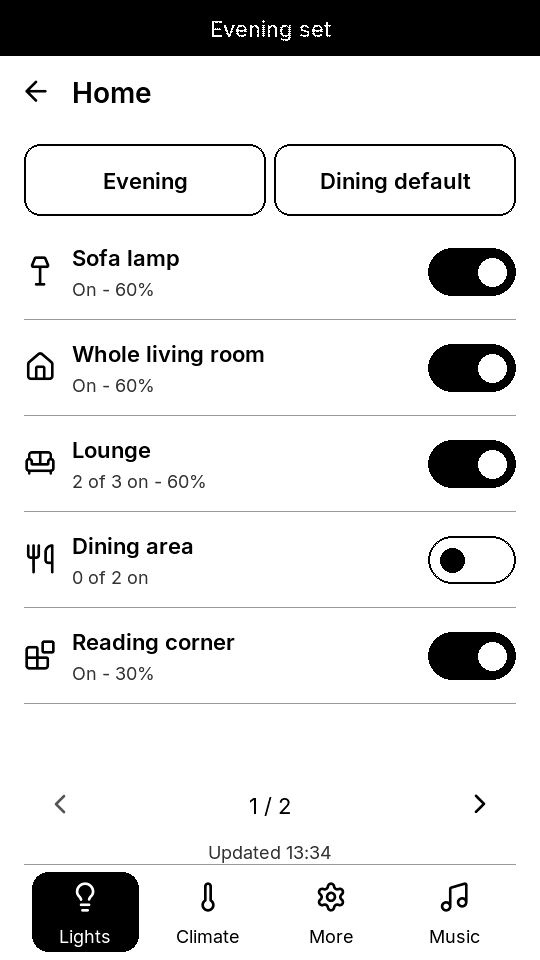 Evening set
Home
Evening
Dining default
Sofa lamp
On - 60%
Whole living room
On - 60%
Lounge
2 of 3 on - 60%
Dining area
0 of 2 on
Reading corner
On - 30%
1 / 2
Updated 13:34
Lights
Climate
More
Music